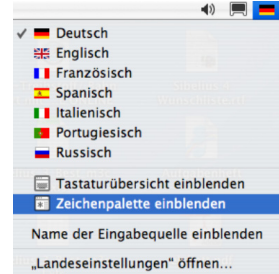 Deutsch
Englisch
Französisch
Spanisch
Italienisch
Portugiesisch
Russisch
Tastaturübersicht einblenden
Zeichenpalette einblenden
Name der Eingabequelle einblenden
„Landeseinstellungen“ öffnen...